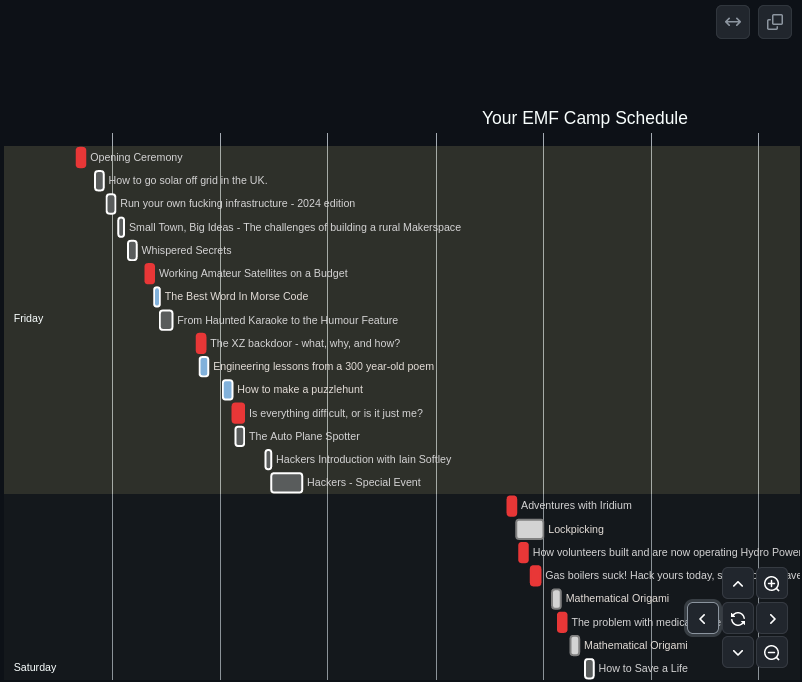 Your EMF Camp Schedule
Opening Ceremony
How to go solar off grid in the UK.
Run your own fucking infrastructure - 2024 edition
Small Town, Big Ideas - The challenges of building a rural Makerspace
Whispered Secrets
Working Amateur Satellites on a Budget
The Best Word In Morse Code
Friday
From Haunted Karaoke to the Humour Feature
The XZ backdoor - what, why, and how?
Engineering lessons from a 300 year-old poem
How to make a puzzlehunt
Is everything difficult, or is it just me?
The Auto Plane Spotter
Hackers Introduction with Iain Softley
Hackers - Special Event
Adventures with Iridium
Lockpicking
How volunteers built and are now operating Hydro Power
Gas boilers suck! Hack yours today,
Mathematical Origami
The problem with
Mathematical Origami
Saturday
How to Save a Life